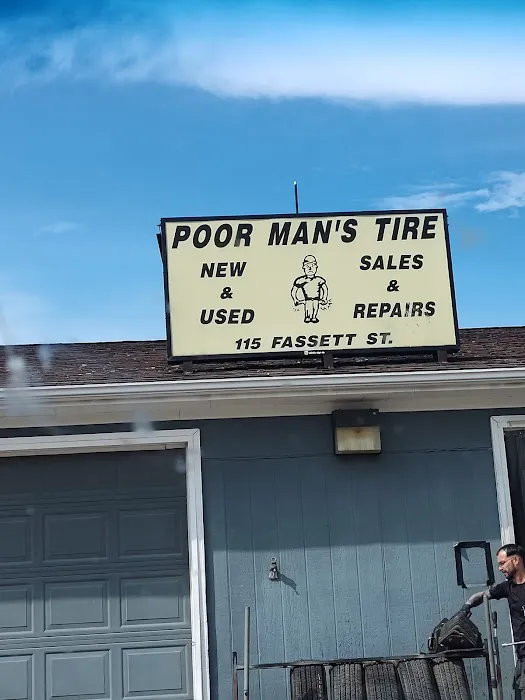 POOR MAN'S TIRE
NEW
&
USED
SALES
&
REPAIRS
115 FASSETT ST.